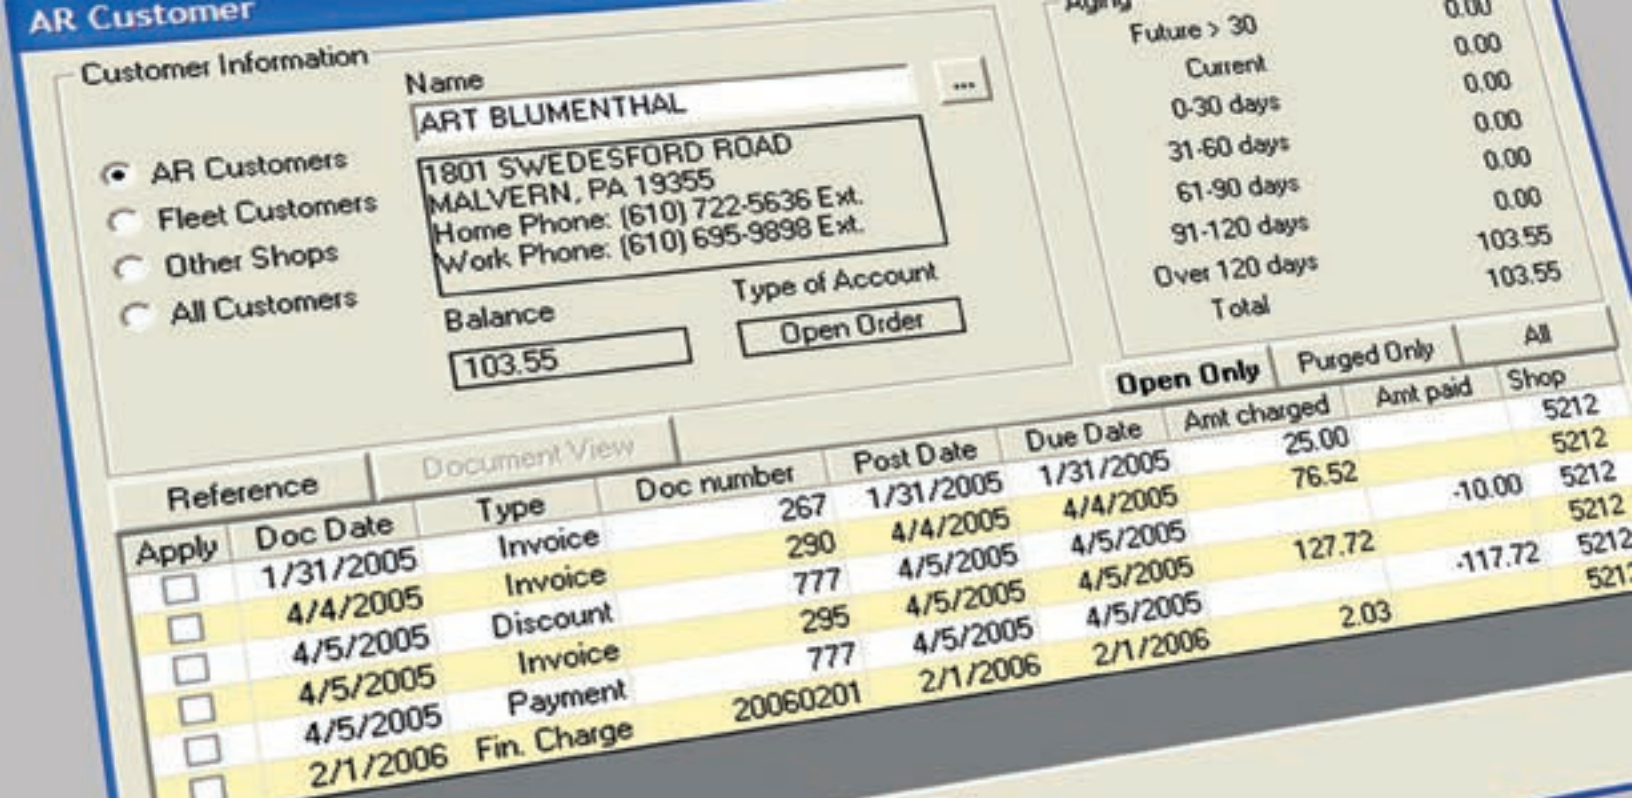 AR Customer
Customer Information
Name
ART BLUMENTHAL
...
AR Customers
Fleet Customers
Other Shops
All Customers
1801 SWEDESFORD ROAD
MALVERN, PA 19355
Home Phone: (610) 722-5636 Ext.
Work Phone: (610) 695-9898 Ext.
Balance
103.55
Type of Account
Open Order
Aging
Future > 30 0.00
Current 0.00
0-30 days 0.00
31-60 days 0.00
61-90 days 0.00
91-120 days 0.00
Over 120 days 103.55
Total 103.55
Open Only Purged Only All
Reference Document View
Apply Doc Date Type Doc number Post Date Due Date Amt charged Amt paid Shop
1/31/2005 Invoice 267 1/31/2005 1/31/2005 25.00 5212
4/4/2005 Invoice 290 4/4/2005 4/4/2005 76.52 5212
4/5/2005 Discount 777 4/5/2005 4/5/2005 -10.00 5212
4/5/2005 Invoice 295 4/5/2005 4/5/2005 127.72 5212
4/5/2005 Payment 777 4/5/2005 4/5/2005 -117.72 5212
2/1/2006 Fin. Charge 20060201 2/1/2006 2/1/2006 2.03 5212